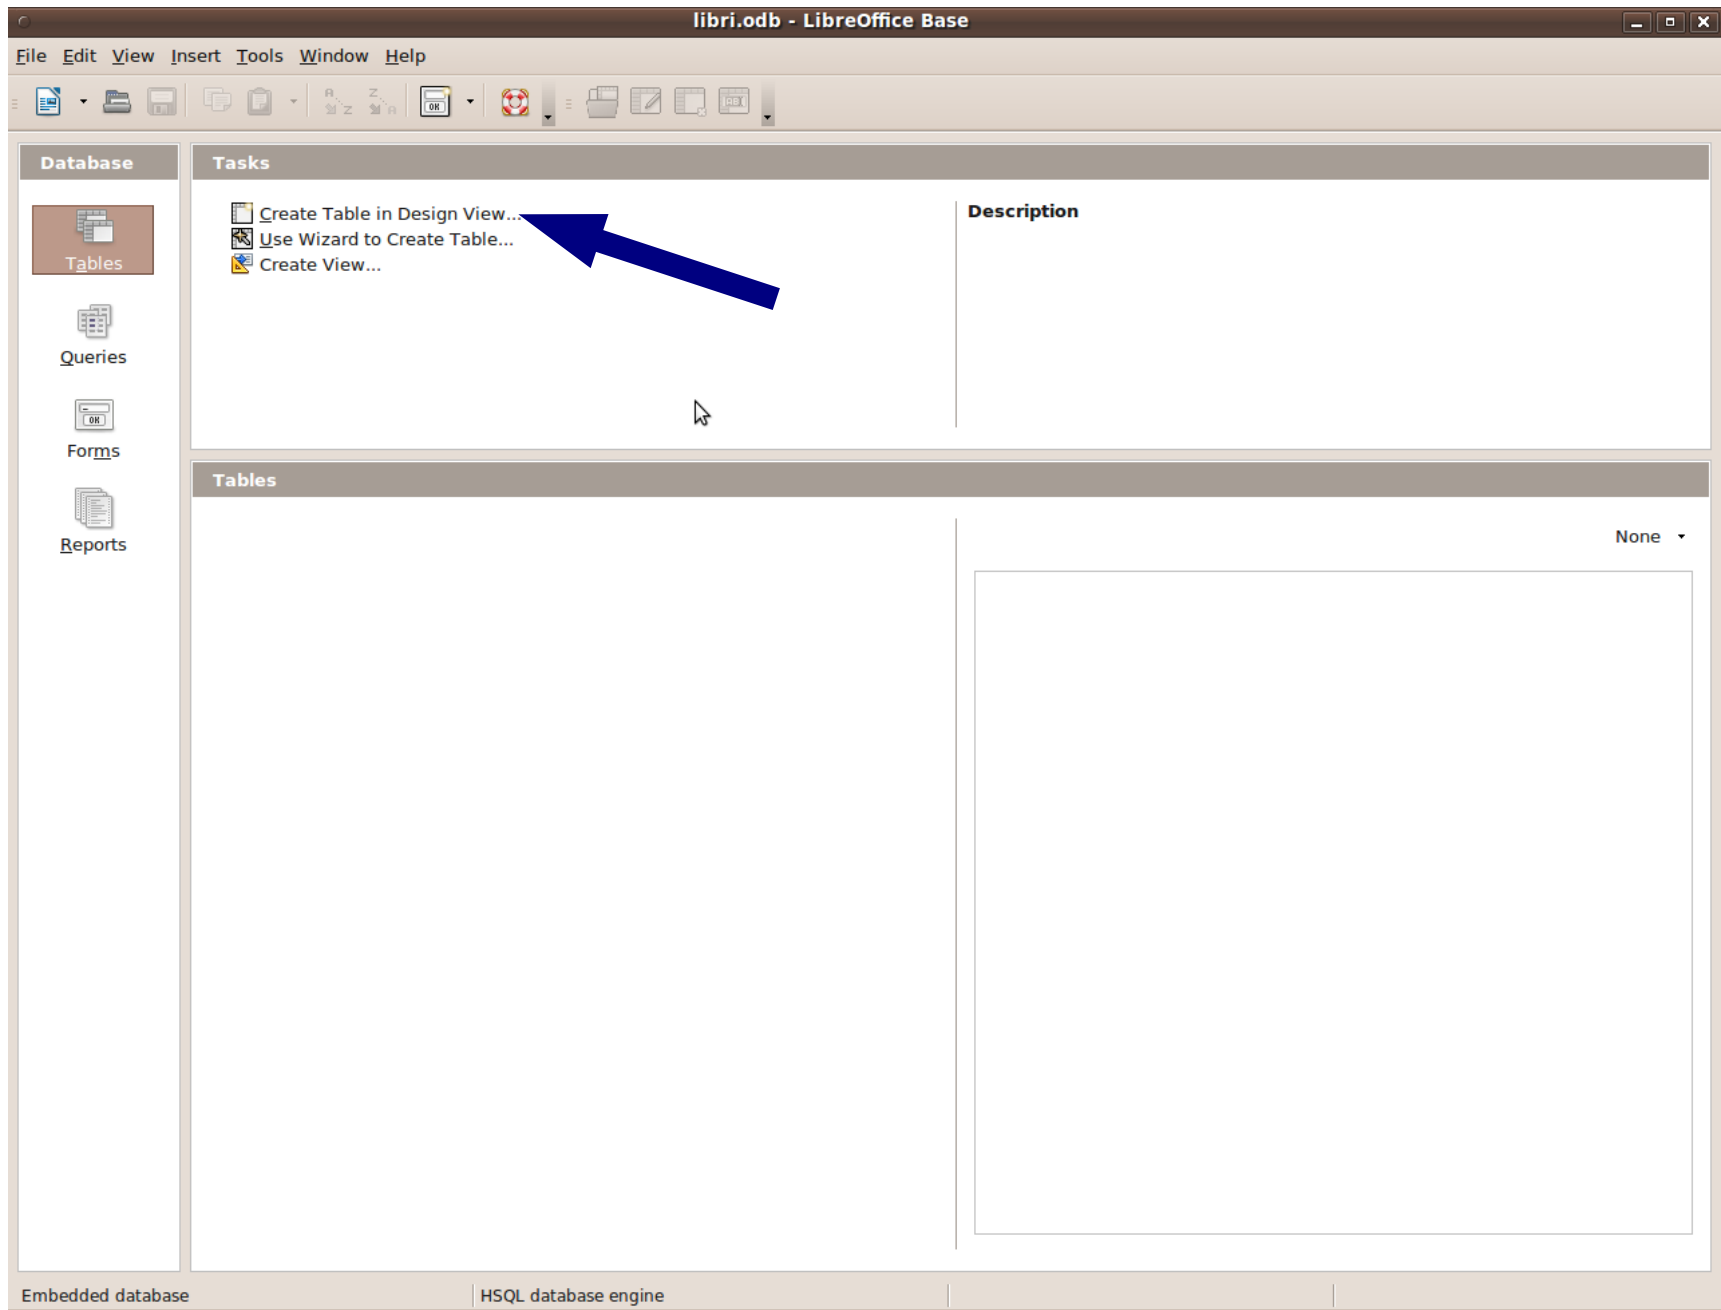 libri.odb - LibreOffice Base
File Edit View Insert Tools Window Help
Database
Tables
Queries
Forms
Reports
Tasks
Create Table in Design View...
Use Wizard to Create Table...
Create View...
Description
Tables
None
Embedded database
HSQL database engine